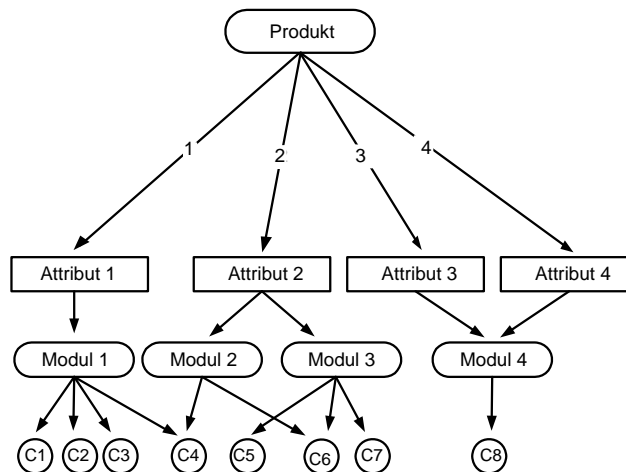 Produkt
1
2
3
4
Attribut 1
Attribut 2
Attribut 3
Attribut 4
Modul 1
Modul 2
Modul 3
Modul 4
C1
C2
C3
C4
C5
C6
C7
C8